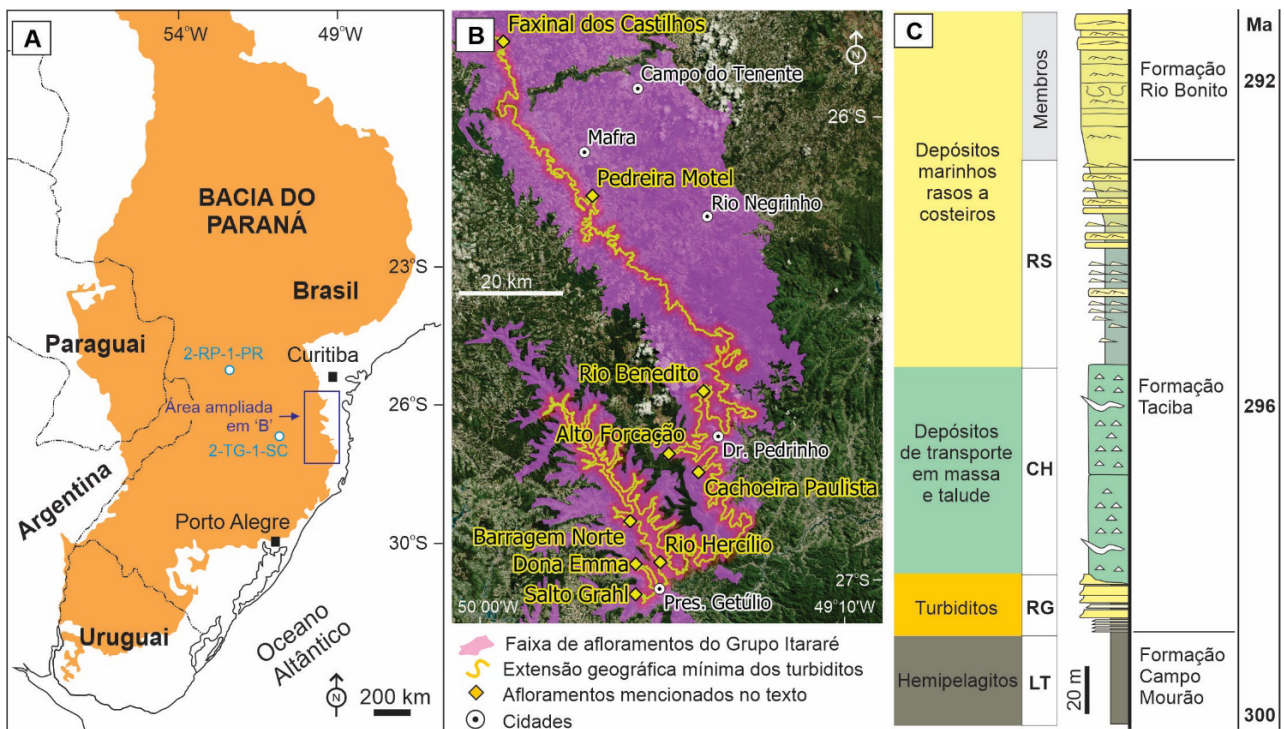 A
54°W
49°W
BACIA DO
PARANÁ
23°S
Brasil
Paraguai
2-RP-1-PR
Curitiba
Área ampliada
em 'B'
26°S
2-TG-1-SC
Argentina
Porto Alegre
30°S
Uruguai
Oceano
Altântico
N
200 km
B
Faxinal dos Castilhos
N
Campo do Tenente
26°S
Mafra
Pedreira Motel
Rio Negrinho
20 km
Rio Benedito
Alto Forcação
Dr. Pedrinho
Cachoeira Paulista
Barragem Norte
Rio Hercílio
Dona Emma
27°S
Salto Grahl
Pres. Getúlio
50°00'W
49°10'W
Faixa de afloramentos do Grupo Itararé
Extensão geográfica mínima dos turbiditos
Afloramentos mencionados no texto
Cidades
C
Ma
Membros
Formação
Rio Bonito
292
Depósitos
marinhos
rasos a
costeiros
RS
Formação
Taciba
296
Depósitos
de transporte
em massa
e talude
CH
Turbiditos
RG
Hemipelagitos
LT
20 m
Formação
Campo
Mourão
300